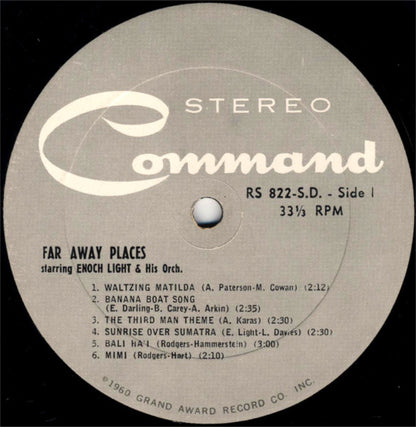 STEREO
Command
RS 822-S.D. - Side 1
33⅓ RPM
FAR AWAY PLACES
starring ENOCH LIGHT & His Orch.
1. WALTZING MATILDA (A. Paterson-M. Cowan) (2:12)
2. BANANA BOAT SONG
(E. Darling-B. Carey-A. Arkin) (2:35)
3. THE THIRD MAN THEME (A. Karas) (2:30)
4. SUNRISE OVER SUMATRA (E. Light-L. Davies) (2:30)
5. BALI HA'I (Rodgers-Hammerstein) (3:00)
6. MIMI (Rodgers-Hart) (2:10)
©1960 GRAND AWARD RECORD CO. INC.